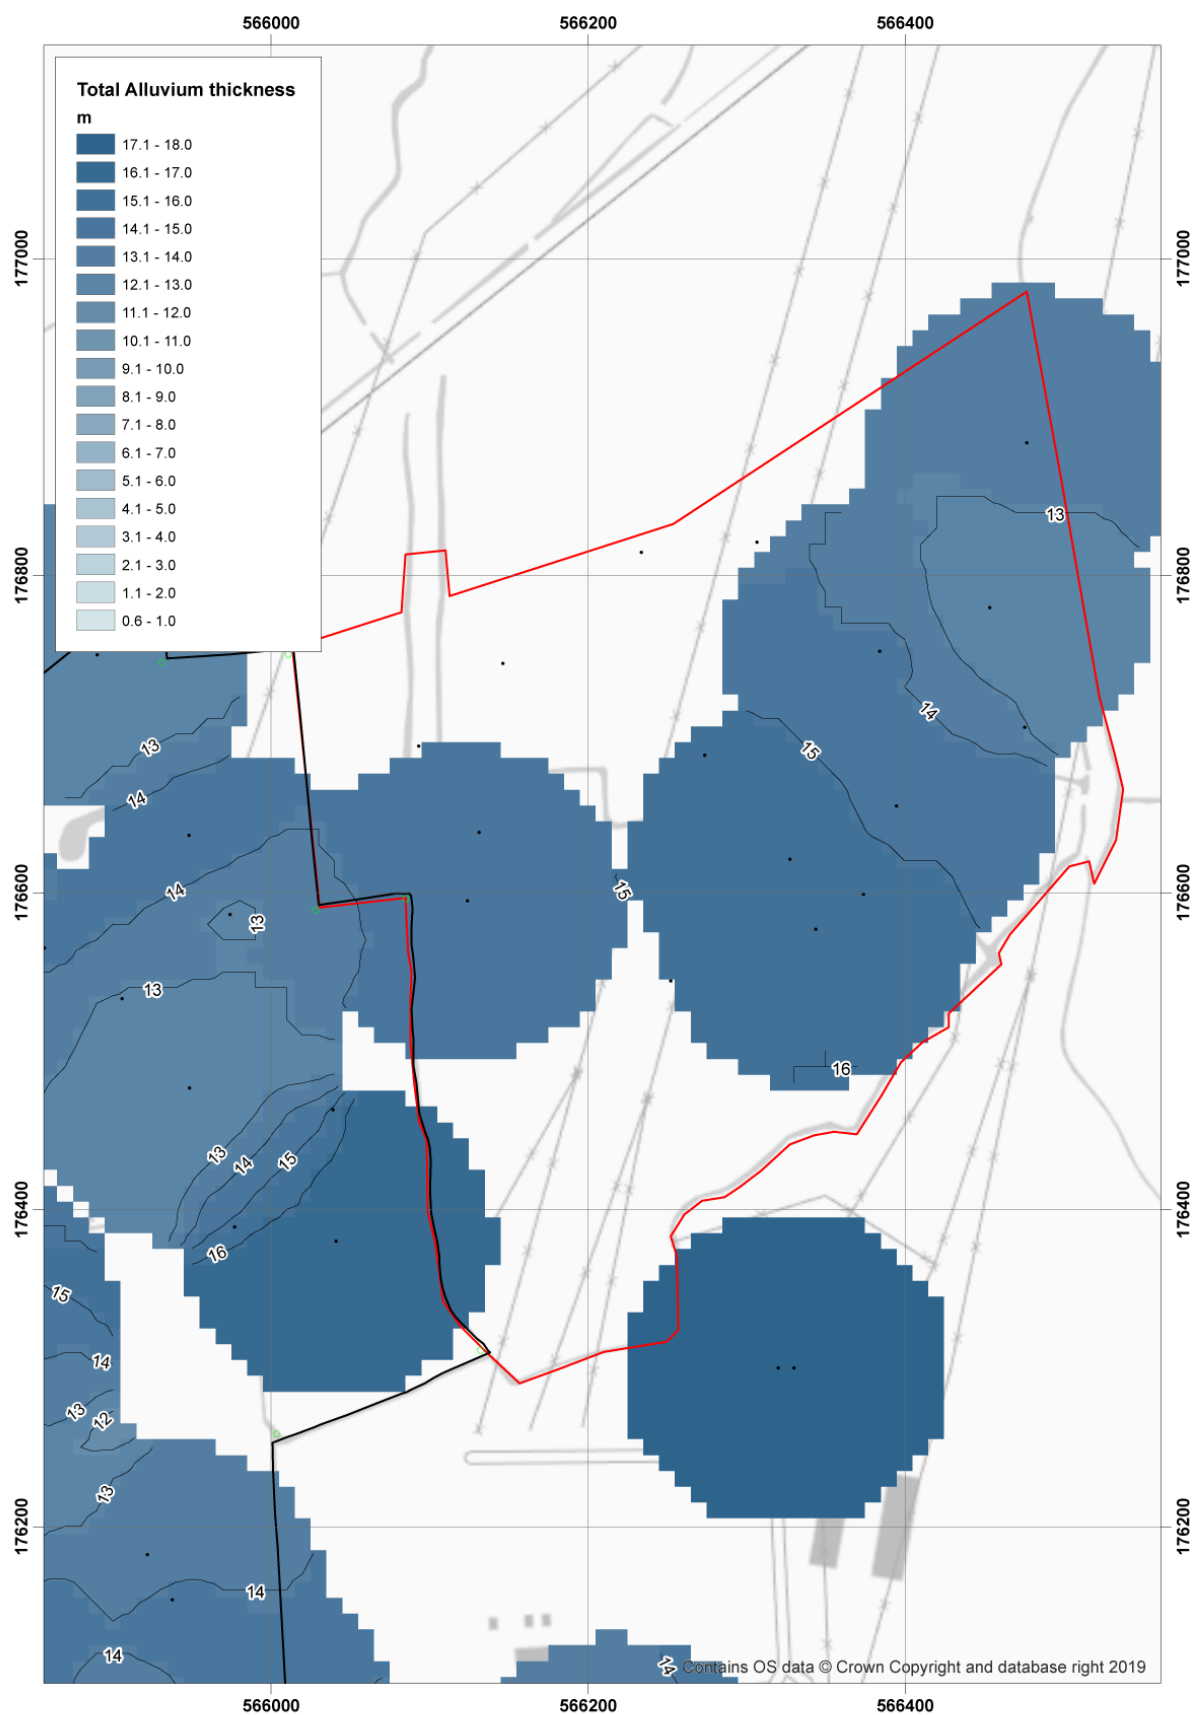 566000
566200
566400
Total Alluvium thickness
m
17.1 - 18.0
16.1 - 17.0
15.1 - 16.0
14.1 - 15.0
13.1 - 14.0
12.1 - 13.0
11.1 - 12.0
10.1 - 11.0
9.1 - 10.0
8.1 - 9.0
7.1 - 8.0
6.1 - 7.0
5.1 - 6.0
4.1 - 5.0
3.1 - 4.0
2.1 - 3.0
1.1 - 2.0
0.6 - 1.0
177000
177000
13
176800
176800
14
13
15
14
176600
176600
14
15
13
13
16
13
14
15
176400
176400
16
15
14
13
12
13
176200
176200
14
14
14
Contains OS data © Crown Copyright and database right 2019
566000
566200
566400